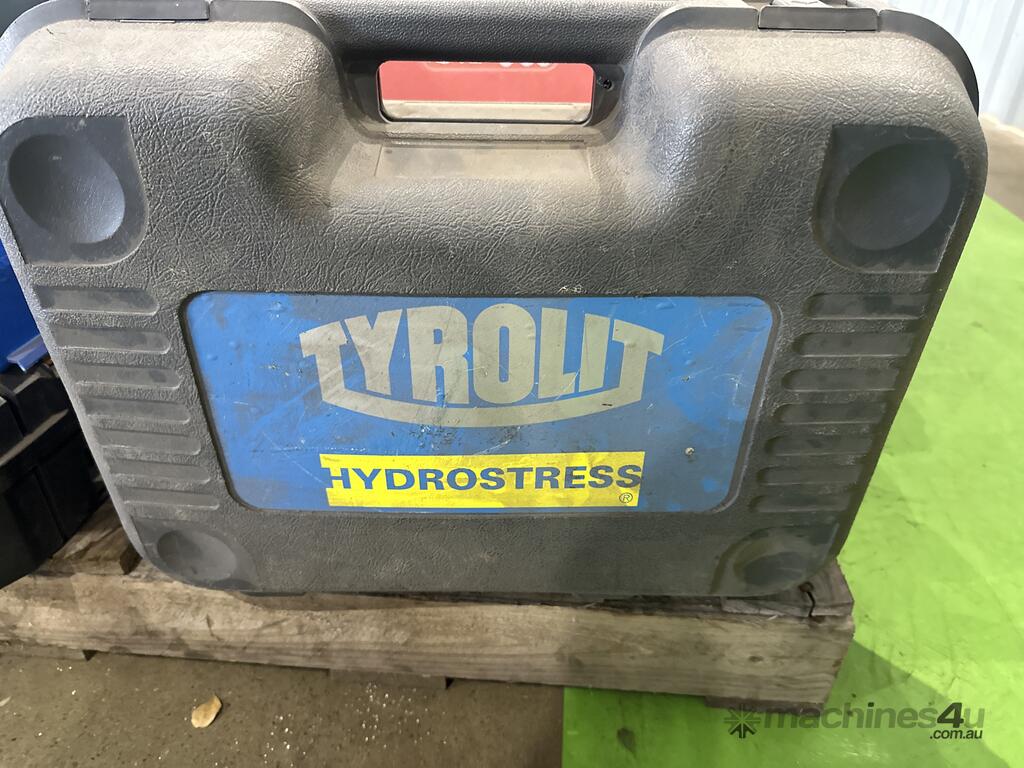 TYROLIT
HYDROSTRESS
®
machines4u
.com.au